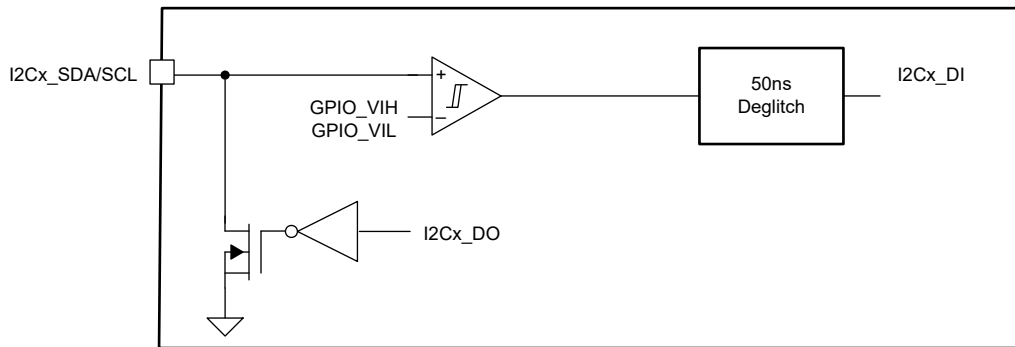 I2Cx_SDA/SCL
GPIO_VIH
GPIO_VIL
50ns
Deglitch
I2Cx_DI
I2Cx_DO